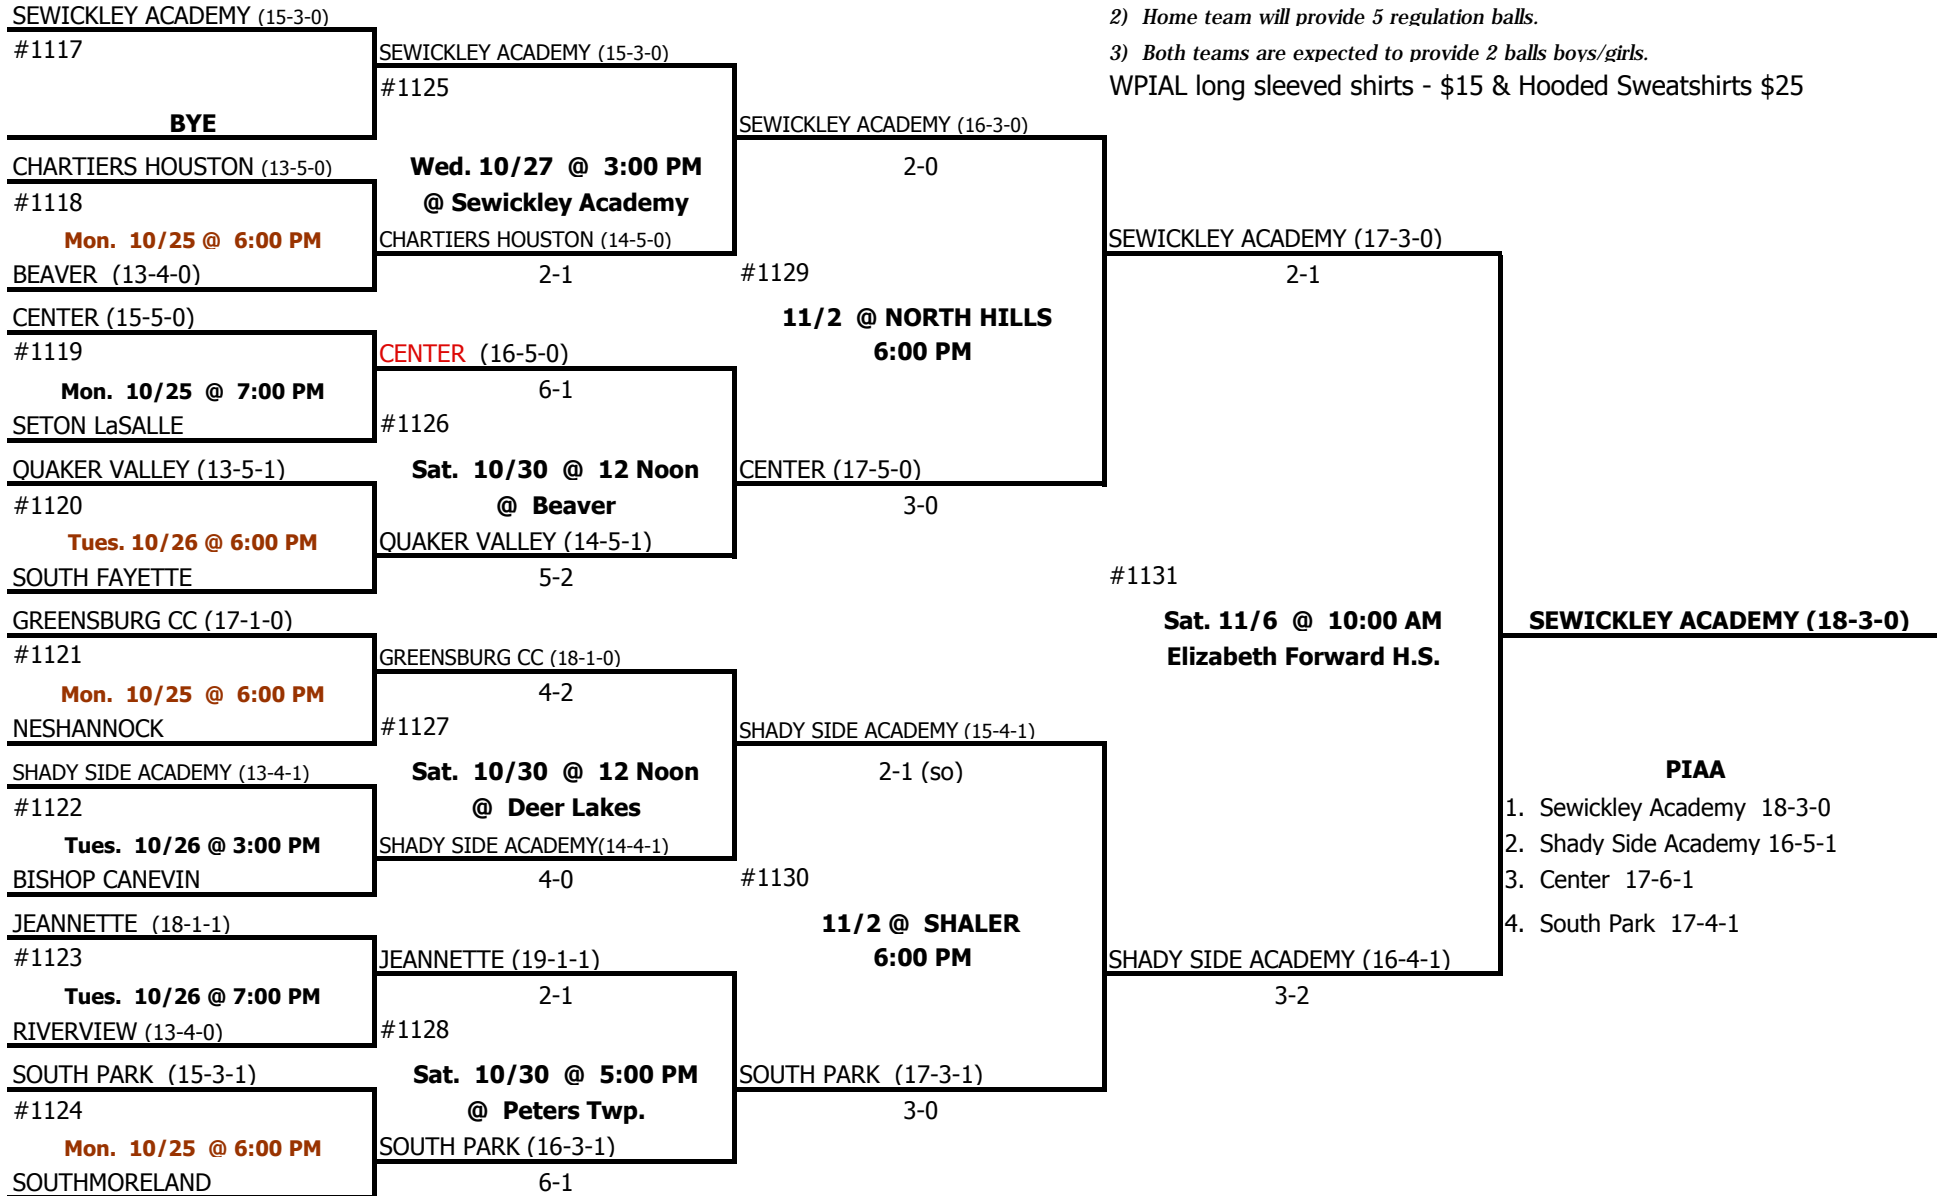 SEWICKLEY ACADEMY (15-3-0)
#1117
BYE
CHARTIERS HOUSTON (13-5-0)
#1118
Mon. 10/25 @ 6:00 PM
BEAVER (13-4-0)
CENTER (15-5-0)
#1119
Mon. 10/25 @ 7:00 PM
SETON LaSALLE
QUAKER VALLEY (13-5-1)
#1120
Tues. 10/26 @ 6:00 PM
SOUTH FAYETTE
GREENSBURG CC (17-1-0)
#1121
Mon. 10/25 @ 6:00 PM
NESHANNOCK
SHADY SIDE ACADEMY (13-4-1)
#1122
Tues. 10/26 @ 3:00 PM
BISHOP CANEVIN
JEANNETTE (18-1-1)
#1123
Tues. 10/26 @ 7:00 PM
RIVERVIEW (13-4-0)
SOUTH PARK (15-3-1)
#1124
Mon. 10/25 @ 6:00 PM
SOUTHMORELAND
SEWICKLEY ACADEMY (15-3-0)
#1125
Wed. 10/27 @ 3:00 PM
@ Sewickley Academy
CHARTIERS HOUSTON (14-5-0)
2-1
CENTER (16-5-0)
6-1
#1126
Sat. 10/30 @ 12 Noon
@ Beaver
QUAKER VALLEY (14-5-1)
5-2
GREENSBURG CC (18-1-0)
4-2
#1127
Sat. 10/30 @ 12 Noon
@ Deer Lakes
SHADY SIDE ACADEMY(14-4-1)
4-0
JEANNETTE (19-1-1)
2-1
#1128
Sat. 10/30 @ 5:00 PM
@ Peters Twp.
SOUTH PARK (16-3-1)
6-1
SEWICKLEY ACADEMY (16-3-0)
2-0
#1129
11/2 @ NORTH HILLS
6:00 PM
CENTER (17-5-0)
3-0
SHADY SIDE ACADEMY (15-4-1)
2-1 (so)
#1130
11/2 @ SHALER
6:00 PM
SOUTH PARK (17-3-1)
3-0
2) Home team will provide 5 regulation balls.
3) Both teams are expected to provide 2 balls boys/girls.
WPIAL long sleeved shirts - $15 & Hooded Sweatshirts $25
SEWICKLEY ACADEMY (17-3-0)
2-1
#1131
Sat. 11/6 @ 10:00 AM
Elizabeth Forward H.S.
SHADY SIDE ACADEMY (16-4-1)
3-2
SEWICKLEY ACADEMY (18-3-0)
PIAA
1. Sewickley Academy 18-3-0
2. Shady Side Academy 16-5-1
3. Center 17-6-1
4. South Park 17-4-1